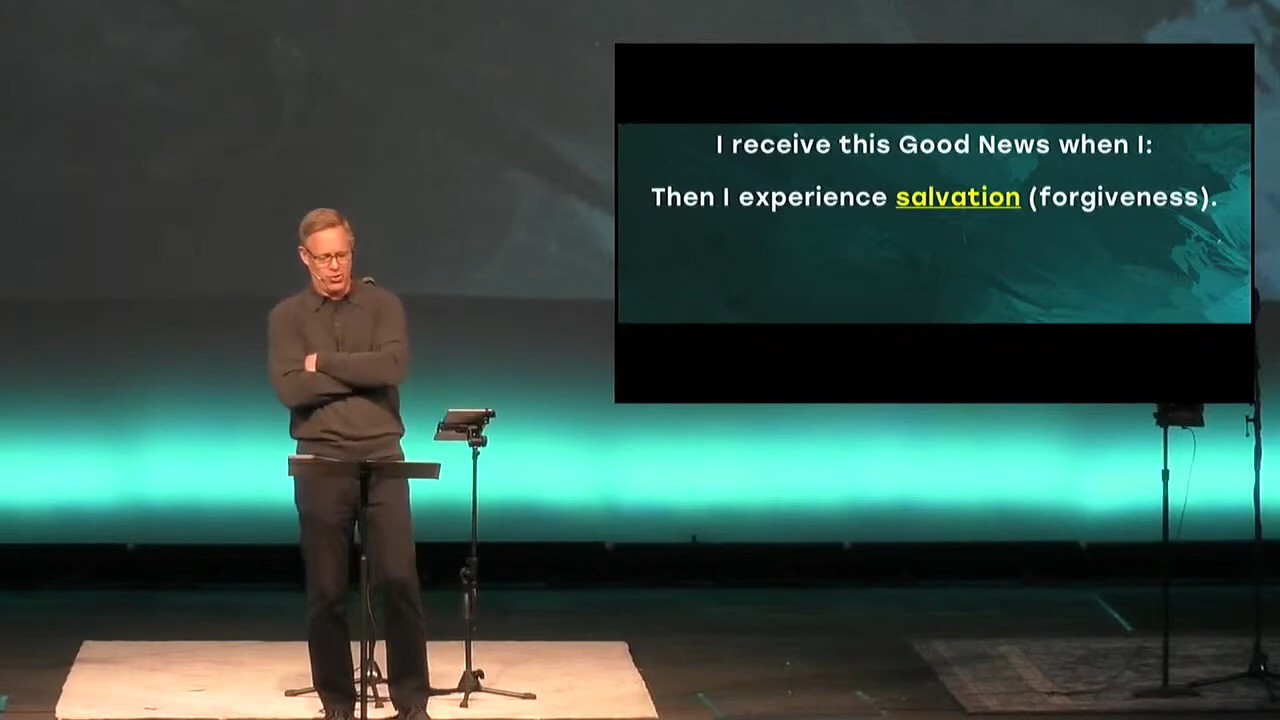 I receive this Good News when I:
Then I experience salvation (forgiveness).